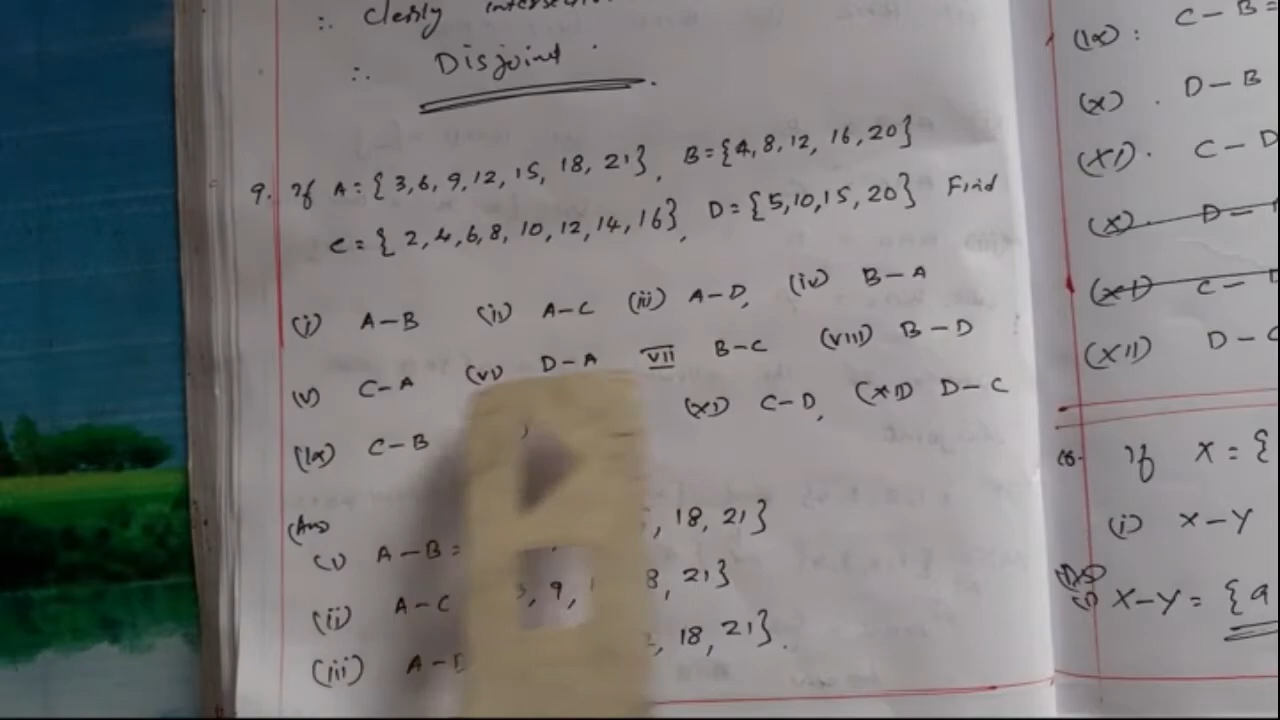 ∴ Clerly
∴ Disjoint.
9. If A = { 3, 6, 9, 12, 15, 18, 21 }, B = { 4, 8, 12, 16, 20 }
C = { 2, 4, 6, 8, 10, 12, 14, 16 }, D = { 5, 10, 15, 20 } Find
(i) A – B (ii) A – C (iii) A – D, (iv) B – A
(v) C – A (vi) D – A VII B – C (VIII) B – D
(ix) C – B (XI) C – D, (XII) D – C
(Ans)
(i) A – B = , 18, 21 }
(ii) A – C , 9, 8, 21 }
(iii) A – D , 18, 21 }.
(ix) : C – B =
(x) . D – B
(XI) . C – D
(X) . D –
(XI) C –
(XII) D – C
If X = {
(i) X – Y
X – Y = { a